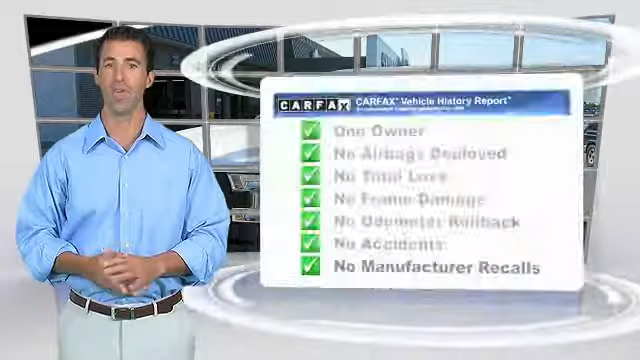 CARFAX CARFAX Vehicle History Report
One Owner
No Airbags Deployed
No Total Loss
No Frame Damage
No Odometer Rollback
No Accidents
No Manufacturer Recalls